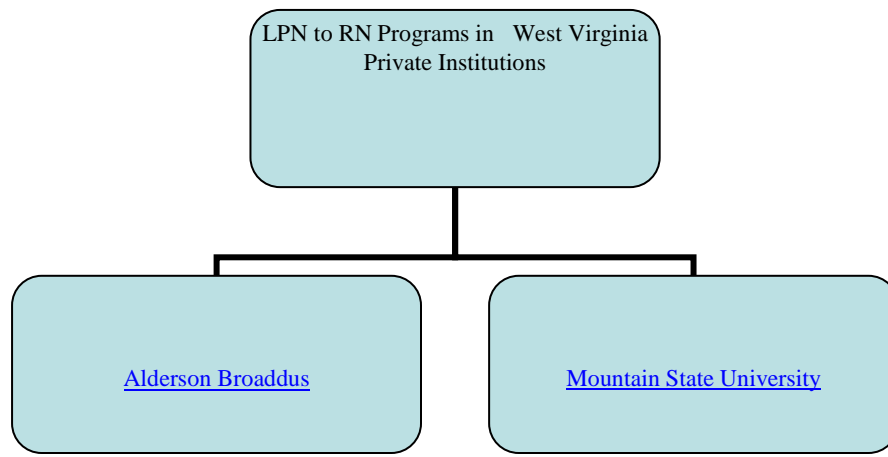 LPN to RN Programs in   West Virginia
Private Institutions
Alderson Broaddus
Mountain State University